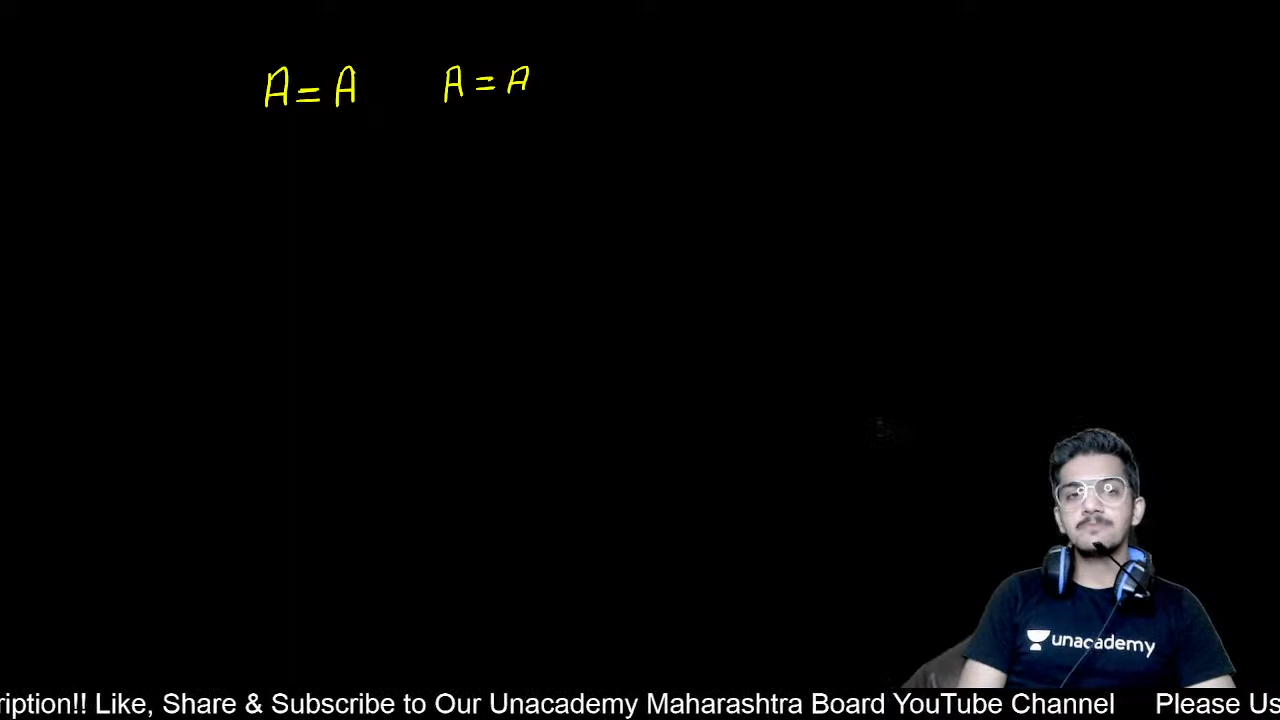 A = A A = A
unacademy
ription!! Like, Share & Subscribe to Our Unacademy Maharashtra Board YouTube Channel Please Us